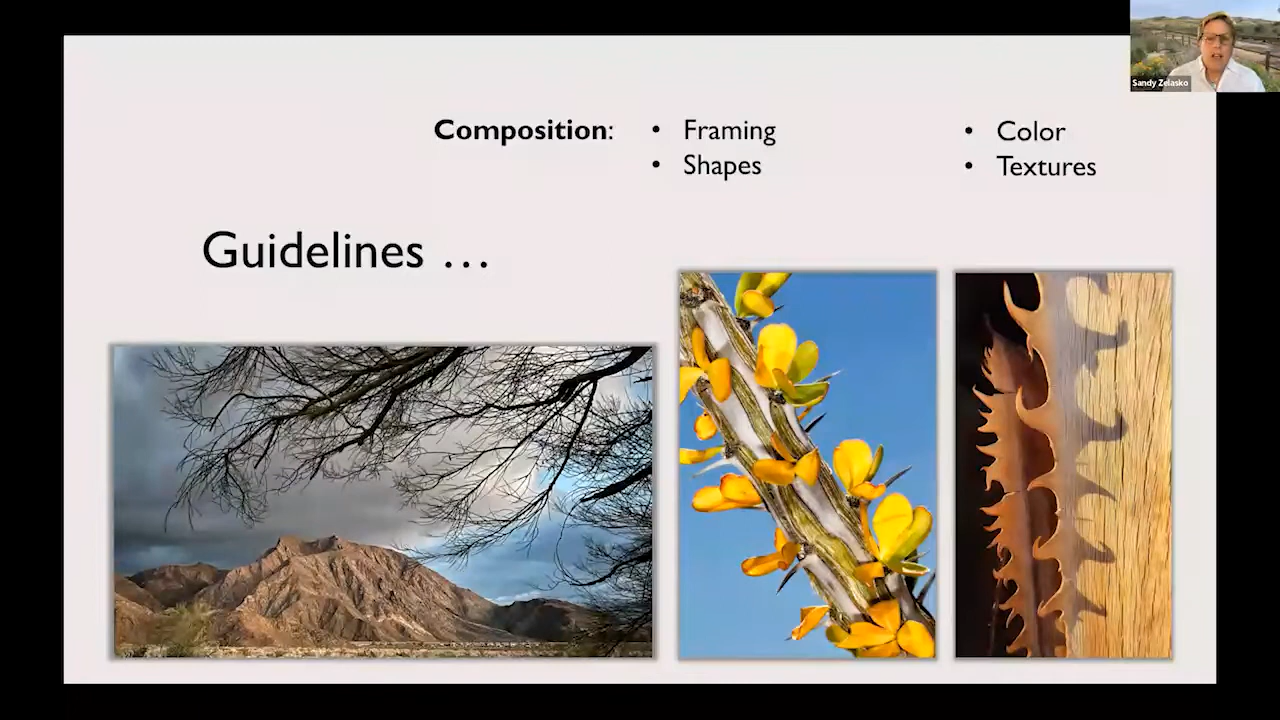 Composition:
• Framing
• Shapes
• Color
• Textures
Guidelines …
Sandy Zelasko